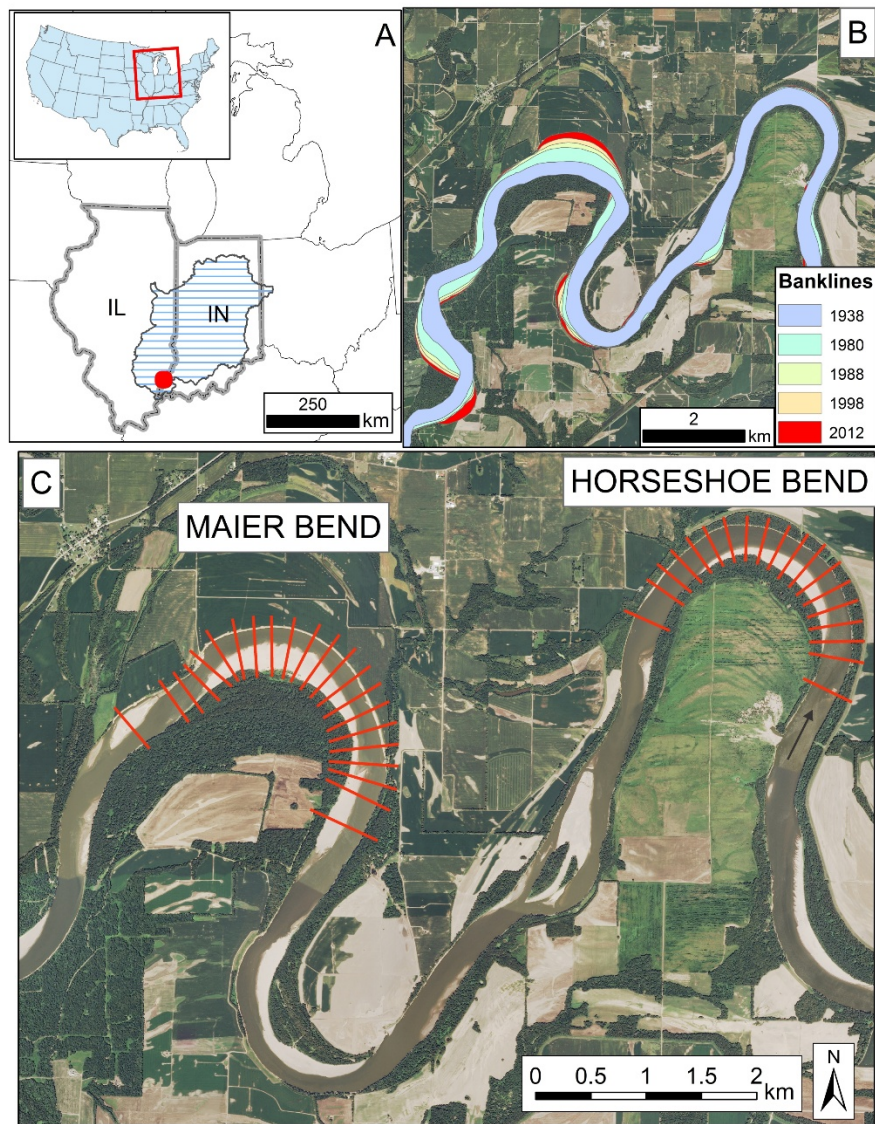 A
IL
IN
250
km
B
Banklines
1938
1980
1988
1998
2012
2
km
C
MAIER BEND
HORSESHOE BEND
0 0.5 1 1.5 2
km
N